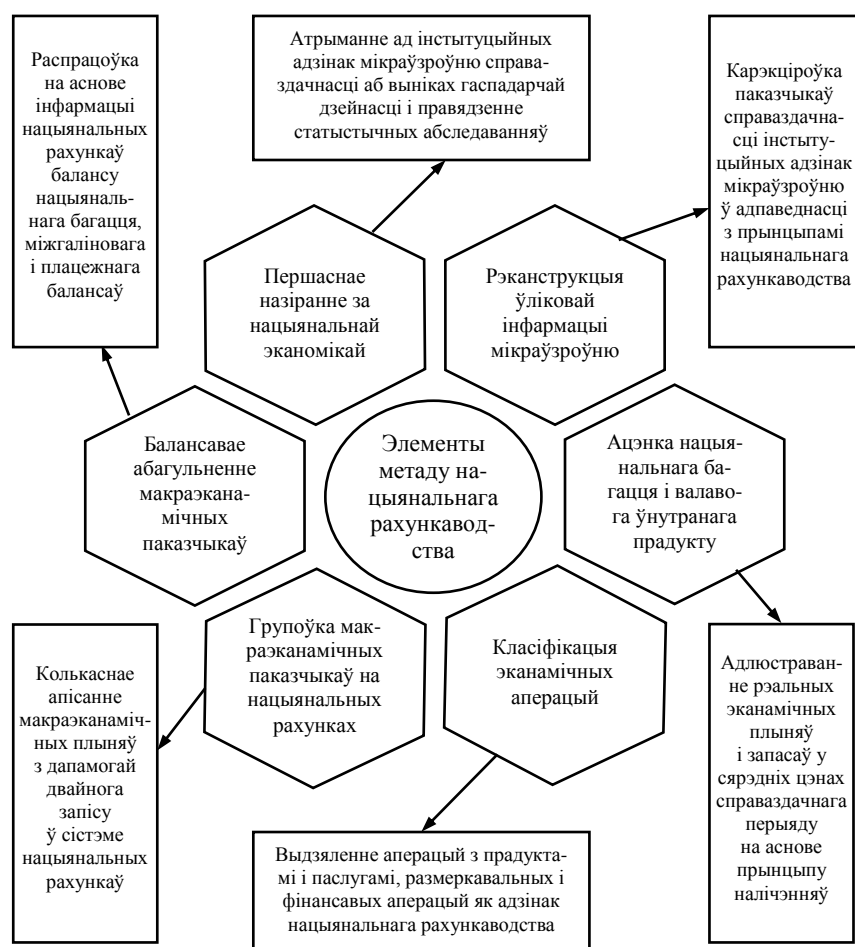 Распрацоўка
на аснове
інфармацыі
нацыянальных
рахункаў
балансу
нацыяналь-
нага багацця,
міжгаліновага
і плацежнага
балансаў
Атрыманне ад інстытуцыйных
адзінак мікраўзроўню справа-
здачнасці аб выніках гаспадарчай
дзейнасці і правядзенне
статыстычных абследаванняў
Карэкціроўка
паказчыкаў
справаздачна-
сці інстыту-
цыйных адзінак
мікраўзроўню
ў адпаведнасці
з прынцыпамі
нацыянальнага
рахункаводства
Першаснае
назіранне за
нацыянальнай
эканомікай
Рэканструкцыя
ўліковай
інфармацыі
мікраўзроўню
Балансавае
абагульненне
макраэкана-
мічных
паказчыкаў
Элементы
метаду на-
цыянальнага
рахункавод-
ства
Ацэнка нацыя-
нальнага ба-
гацця і валаво-
га ўнутранага
прадукту
Групоўка мак-
раэканамічных
паказчыкаў на
нацыянальных
рахунках
Класіфікацыя
эканамічных
аперацый
Колькаснае
апісанне
макраэканаміч-
ных плыняў
з дапамогай
двайнога
запісу
ў сістэме
нацыянальных
рахункаў
Выдзяленне аперацый з прадукта-
мі і паслугамі, размеркавальных і
фінансавых аперацый як адзінак
нацыянальнага рахункаводства
Адлюстраван-
не рэальных
эканамічных
плыняў
і запасаў у
сярэдніх цэнах
справаздачнага
перыяду
на аснове
прынцыпу
налічэнняў